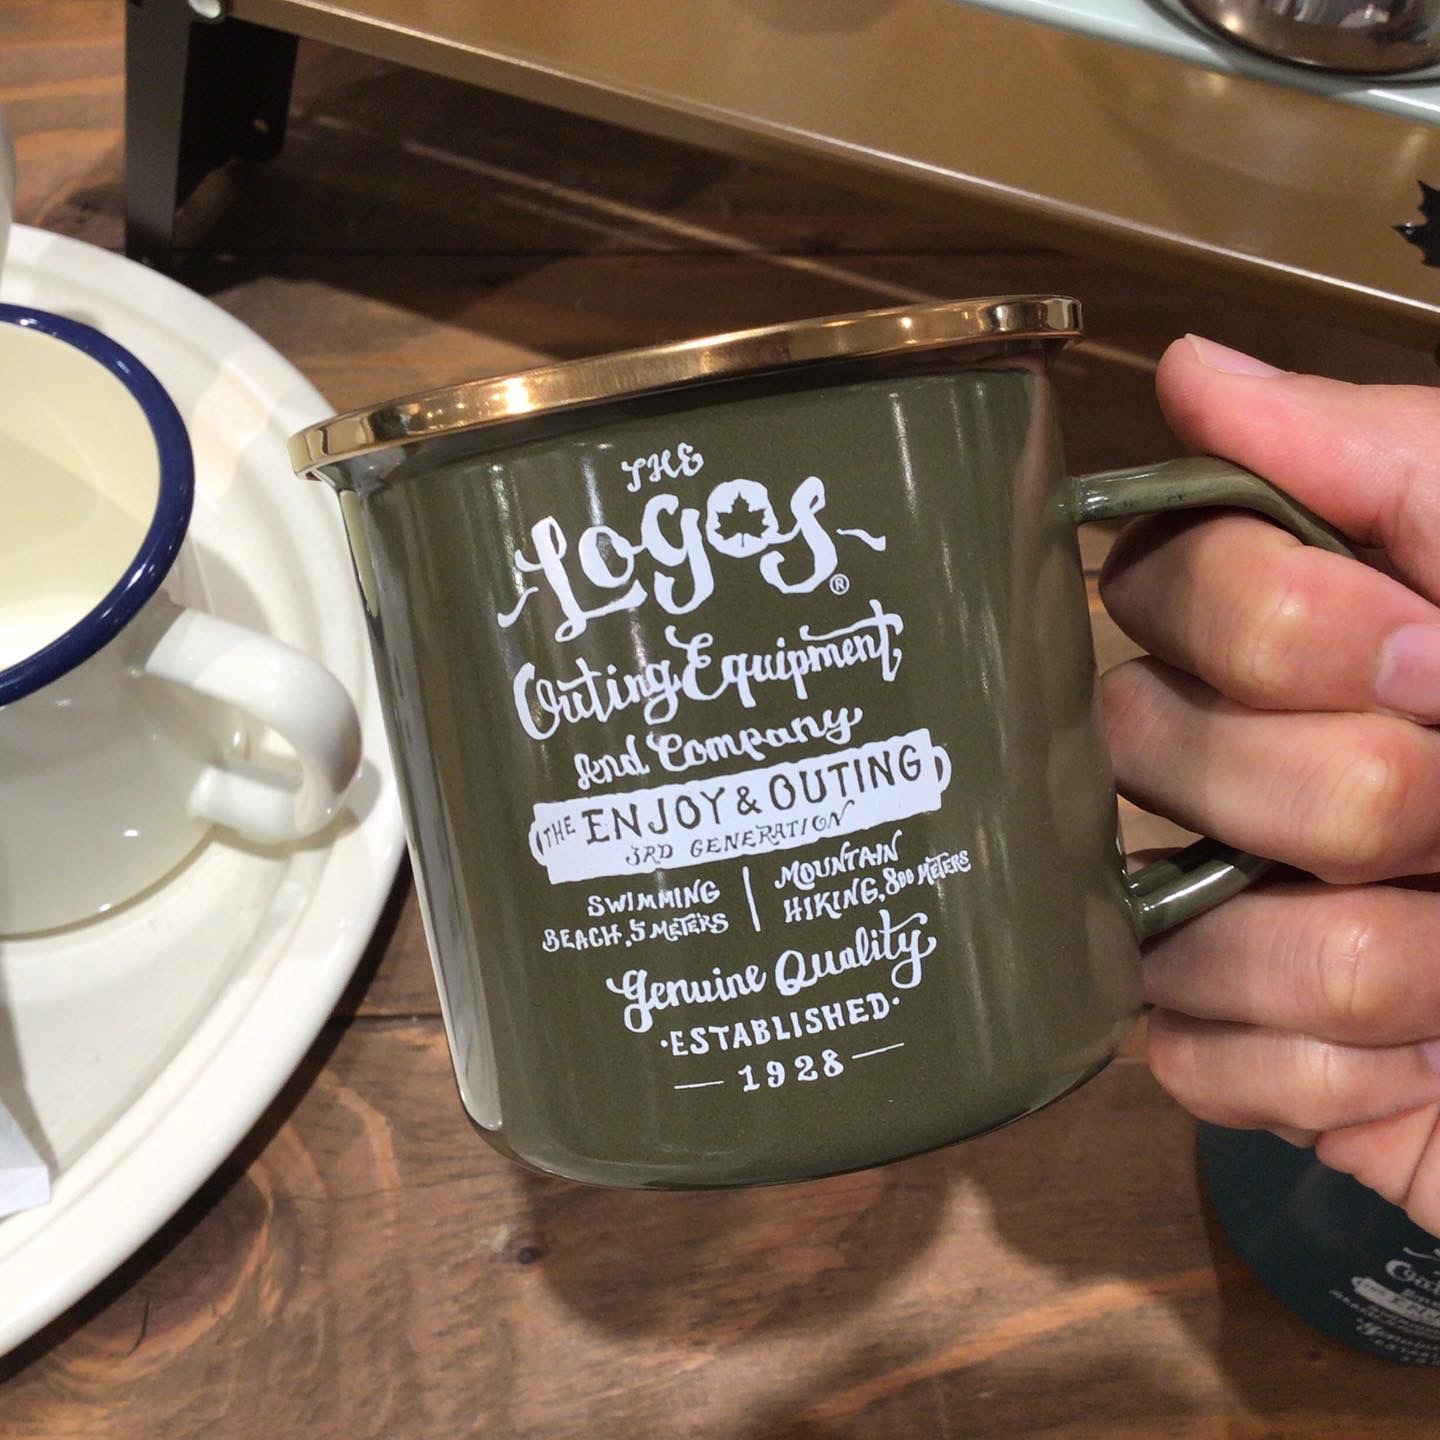 THE
Logos®
Outing Equipment
And Company
THE ENJOY & OUTING
3RD GENERATION
SWIMMING
BEACH, 5 METERS
MOUNTAIN
HIKING, 800 METERS
Genuine Quality
·ESTABLISHED·
— 1928 —